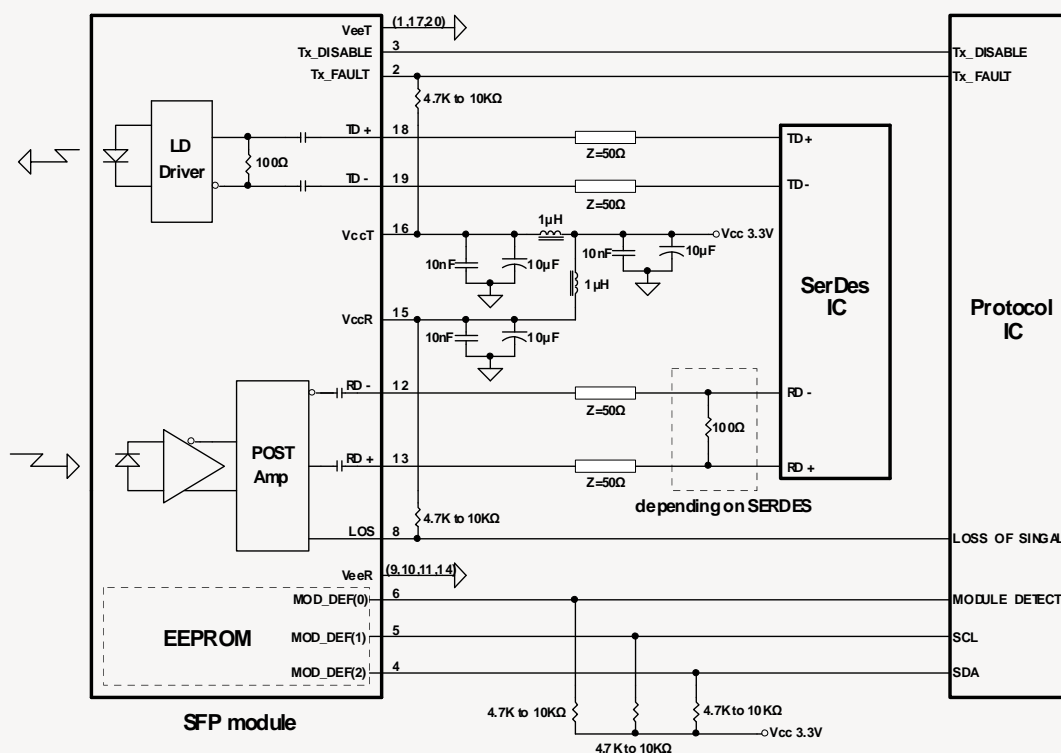 VeeT (1,17,20)
Tx_DISABLE 3 Tx_DISABLE
Tx_FAULT 2 Tx_FAULT
4.7K to 10KΩ
LD
Driver
100Ω
TD+ 18 Z=50Ω TD+
TD- 19 Z=50Ω TD-
1µH
VccT 16 Vcc 3.3V
10nF 10µF 10nF 10µF
1µH
SerDes
IC
Protocol
IC
VccR 15
10nF 10µF
RD - 12 Z=50Ω RD -
100Ω
POST
Amp
RD + 13 Z=50Ω RD +
depending on SERDES
4.7K to 10KΩ
LOS 8 LOSS OF SINGAL
VeeR (9,10,11,14)
MOD_DEF(0) 6 MODULE DETECT
EEPROM
MOD_DEF(1) 5 SCL
MOD_DEF(2) 4 SDA
4.7K to 10KΩ 4.7K to 10KΩ
SFP module
Vcc 3.3V
4.7K to 10KΩ